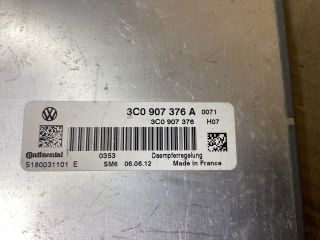 3C0 907 376 A 0071
3C0 907 376 H07
Continental 0353 Daempferregelung
S180031101 E SM6 06.06.12 Made in France